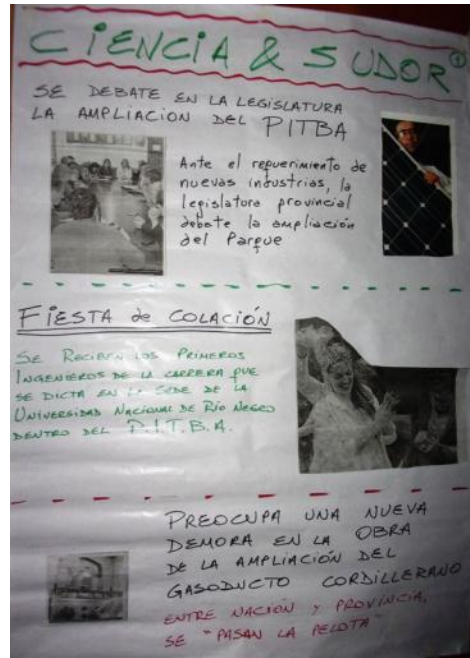 CIENCIA & SUDOR ①
SE DEBATE EN LA LEGISLATURA
LA AMPLIACIÓN DEL PITBA
Ante el requerimiento de
nuevas industrias, la
legislatura provincial
debate la ampliación
del Parque
FIESTA de COLACIÓN
SE RECIBEN LOS PRIMEROS
INGENIEROS DE LA CARRERA QUE
SE DICTA EN LA SEDE DE LA
UNIVERSIDAD NACIONAL DE RÍO NEGRO
DENTRO DEL P.I.T.B.A.
PREOCUPA UNA NUEVA
DEMORA EN LA OBRA
DE LA AMPLIACIÓN DEL
GASODUCTO CORDILLERANO
ENTRE NACIÓN Y PROVINCIA,
SE "PASAN LA PELOTA"